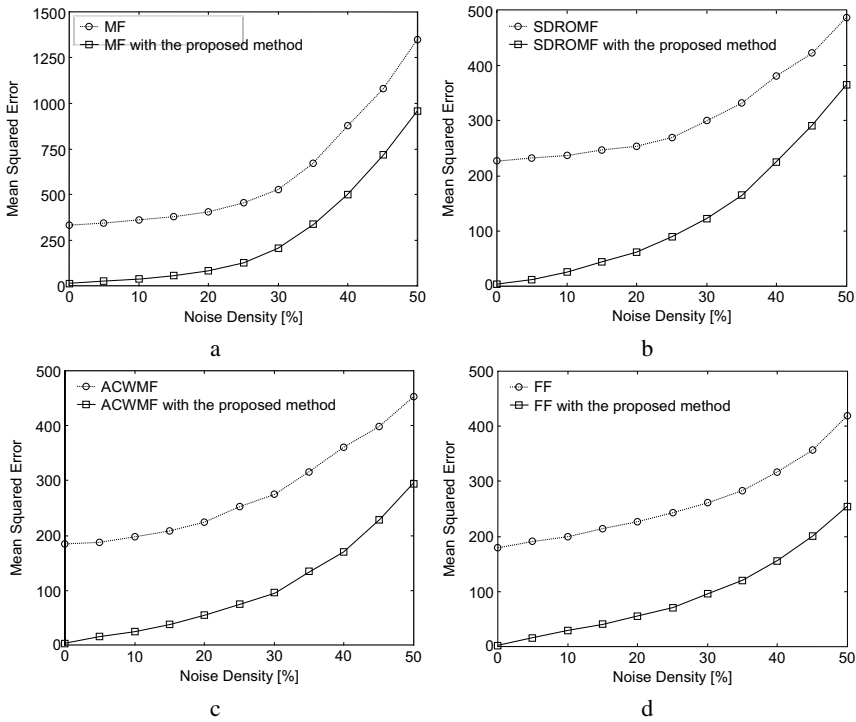 1500
1250
1000
750
500
250
0
Mean Squared Error
MF
MF with the proposed method
0 10 20 30 40 50
Noise Density [%]
a
500
400
300
200
100
0
Mean Squared Error
SDROMF
SDROMF with the proposed method
0 10 20 30 40 50
Noise Density [%]
b
500
400
300
200
100
0
Mean Squared Error
ACWMF
ACWMF with the proposed method
0 10 20 30 40 50
Noise Density [%]
c
500
400
300
200
100
0
Mean Squared Error
FF
FF with the proposed method
0 10 20 30 40 50
Noise Density [%]
d